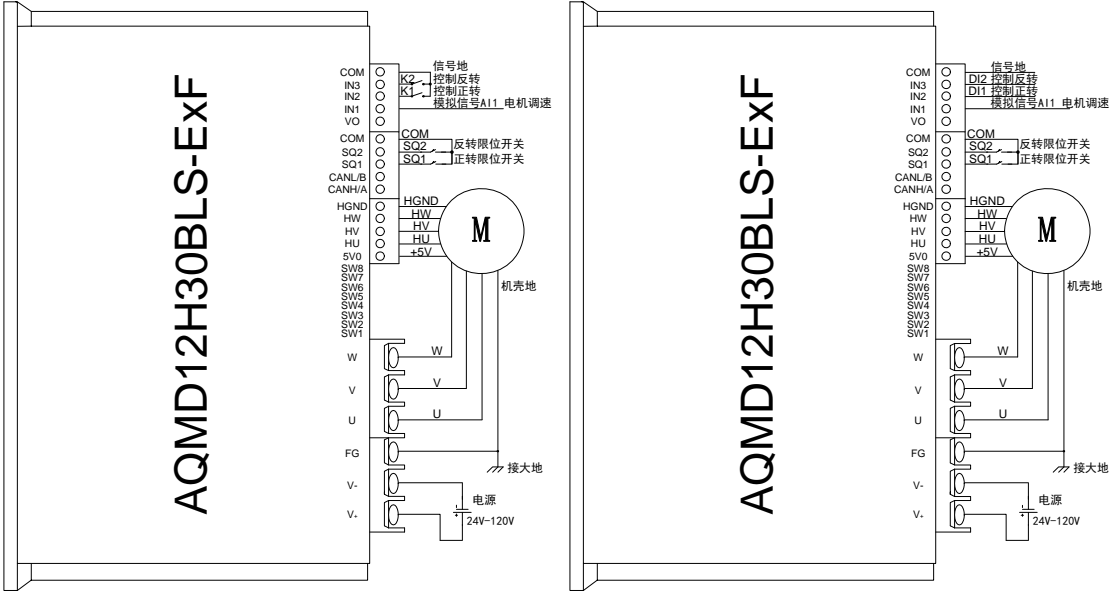 AQMD12H30BLS-ExF
COM
IN3
IN2
IN1
VO
COM
SQ2
SQ1
CANL/B
CANH/A
HGND
HW
HV
HU
5V0
SW8
SW7
SW6
SW5
SW4
SW3
SW2
SW1
W
V
U
FG
V-
V+
信号地
K2 控制反转
K1 控制正转
模拟信号AI1 电机调速
COM
SQ2 反转限位开关
SQ1 正转限位开关
HGND
HW
HV
HU
+5V
M
机壳地
W
V
U
接大地
电源
24V-120V
AQMD12H30BLS-ExF
COM
IN3
IN2
IN1
VO
COM
SQ2
SQ1
CANL/B
CANH/A
HGND
HW
HV
HU
5V0
SW8
SW7
SW6
SW5
SW4
SW3
SW2
SW1
W
V
U
FG
V-
V+
信号地
DI2 控制反转
DI1 控制正转
模拟信号AI1 电机调速
COM
SQ2 反转限位开关
SQ1 正转限位开关
HGND
HW
HV
HU
+5V
M
机壳地
W
V
U
接大地
电源
24V-120V